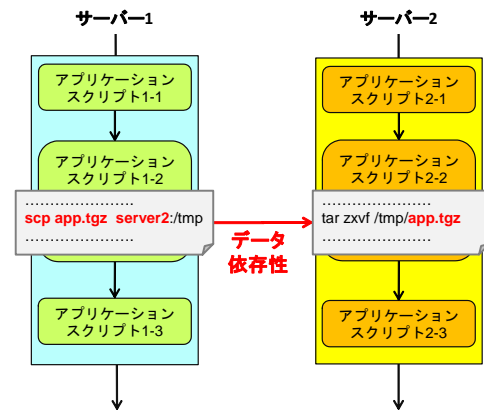 サーバー1
アプリケーション
スクリプト1-1
アプリケーション
スクリプト1-2
…………………
scp app.tgz server2:/tmp
…………………
アプリケーション
スクリプト1-3
データ
依存性
サーバー2
アプリケーション
スクリプト2-1
アプリケーション
スクリプト2-2
…………………
tar zxvf /tmp/app.tgz
…………………
アプリケーション
スクリプト2-3